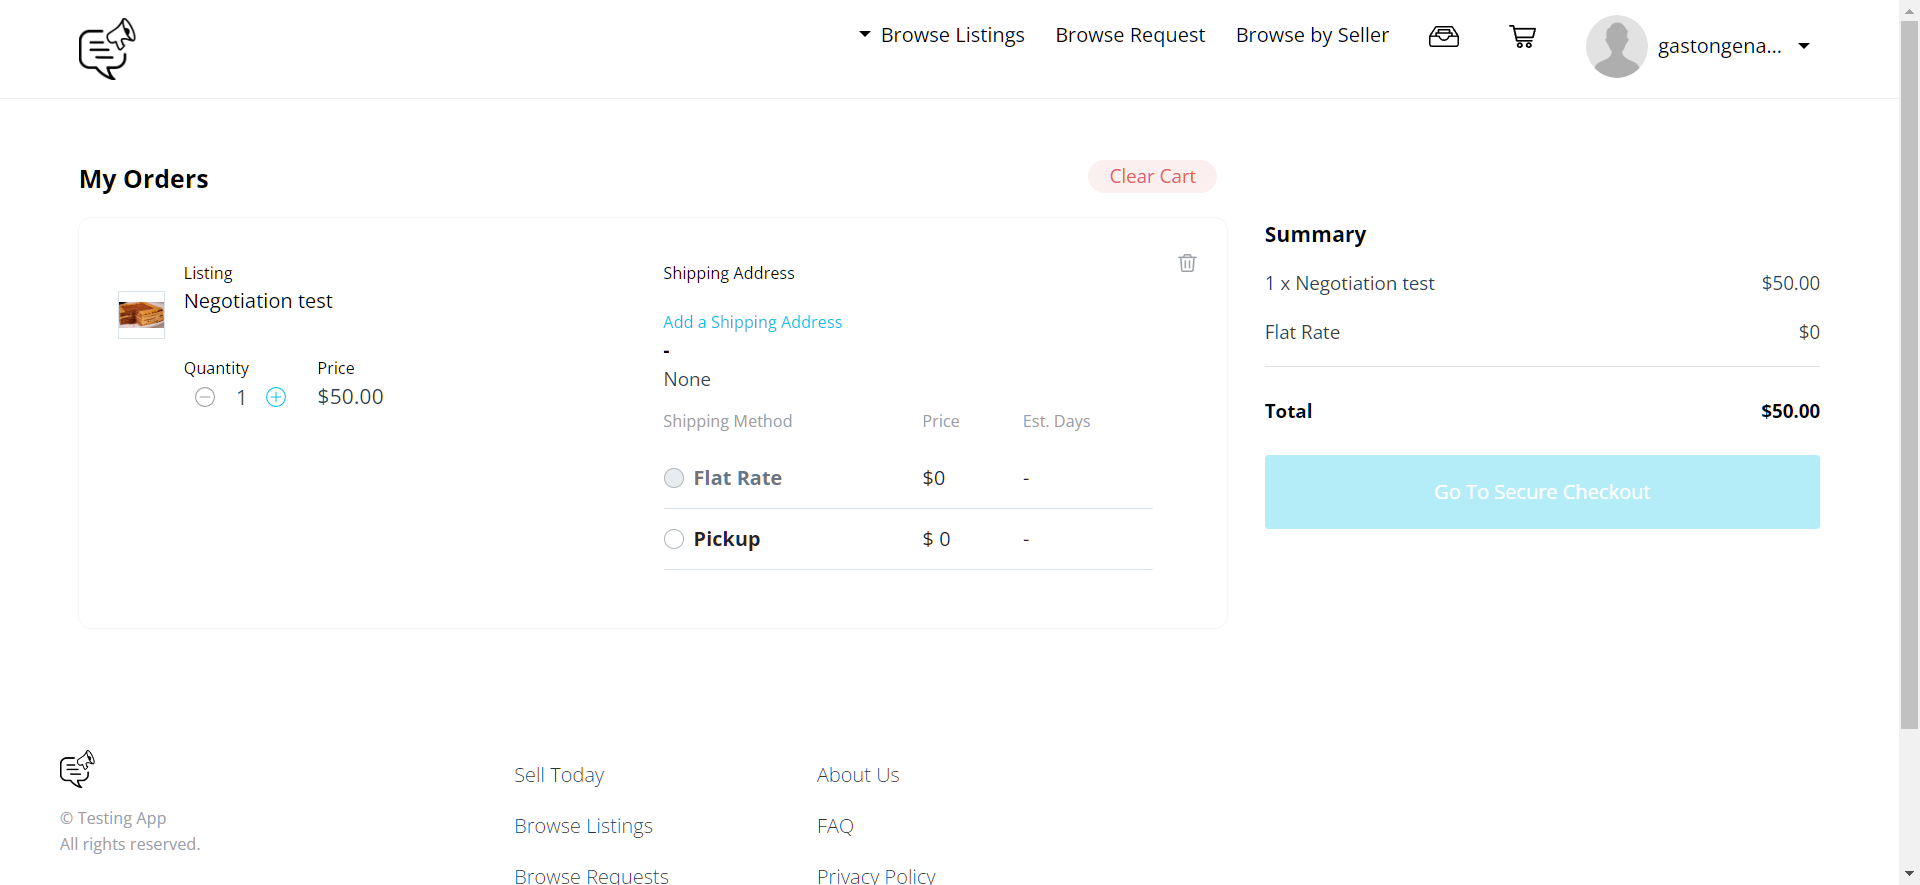 Browse Listings
Browse Request
Browse by Seller
gastongena...
My Orders
Clear Cart
Listing
Negotiation test
Quantity
Price
1
$50.00
Shipping Address
Add a Shipping Address
-
None
Shipping Method
Price
Est. Days
Flat Rate
$0
-
Pickup
$ 0
-
Summary
1 x Negotiation test
$50.00
Flat Rate
$0
Total
$50.00
Go To Secure Checkout
© Testing App
All rights reserved.
Sell Today
Browse Listings
Browse Requests
About Us
FAQ
Privacy Policy